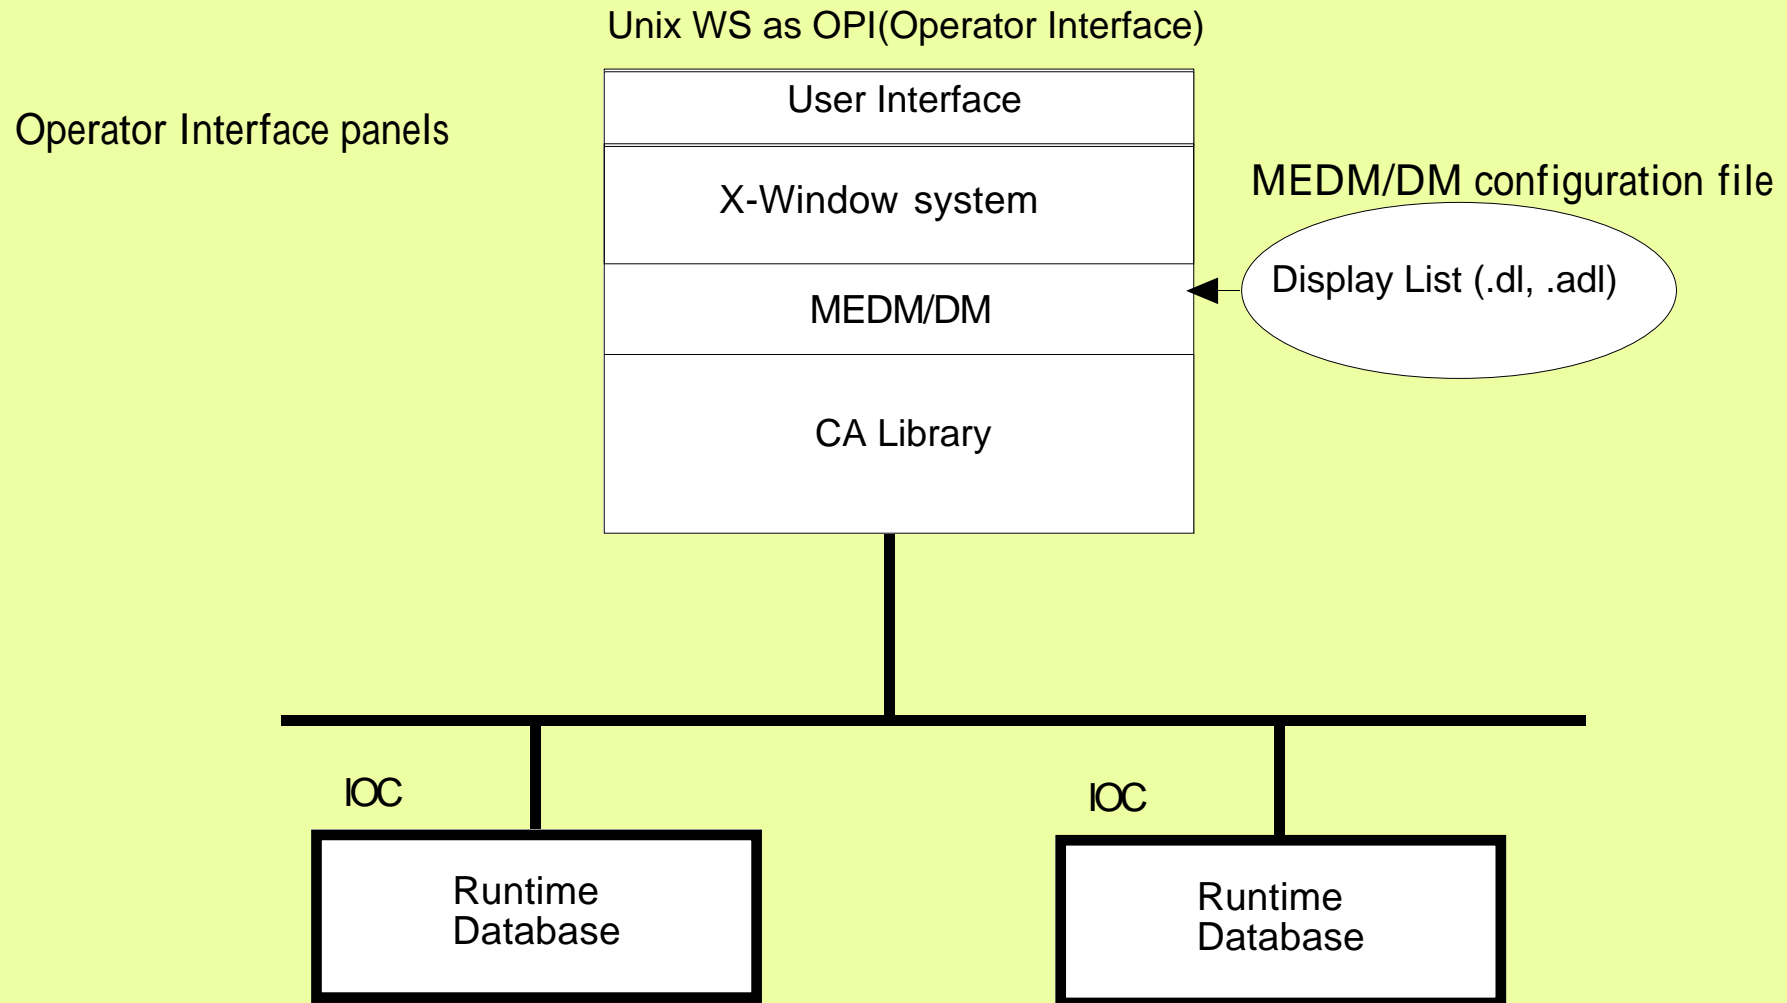 Unix WS as OPI(Operator Interface)
User Interface
Operator Interface panels
X-Window system
MEDM/DM configuration file
Display List (.dl, .adl)
MEDM/DM
CA Library
IOC
IOC
Runtime
Database
Runtime
Database